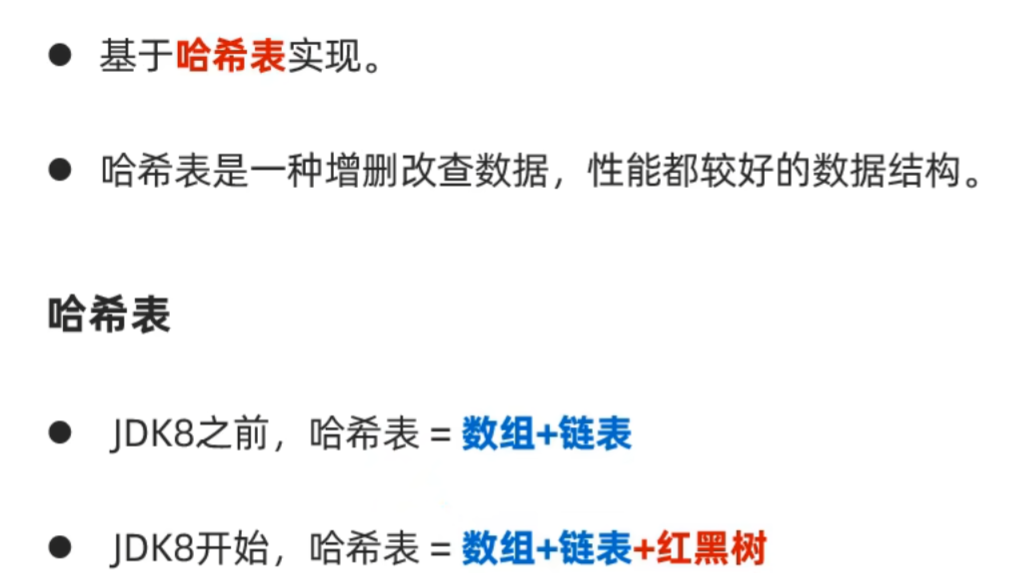 ● 基于哈希表实现。
● 哈希表是一种增删改查数据，性能都较好的数据结构。
哈希表
● JDK8之前，哈希表 = 数组+链表
● JDK8开始，哈希表 = 数组+链表+红黑树